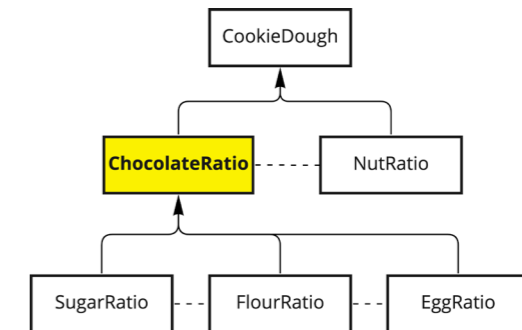 CookieDough
ChocolateRatio
NutRatio
SugarRatio
FlourRatio
EggRatio